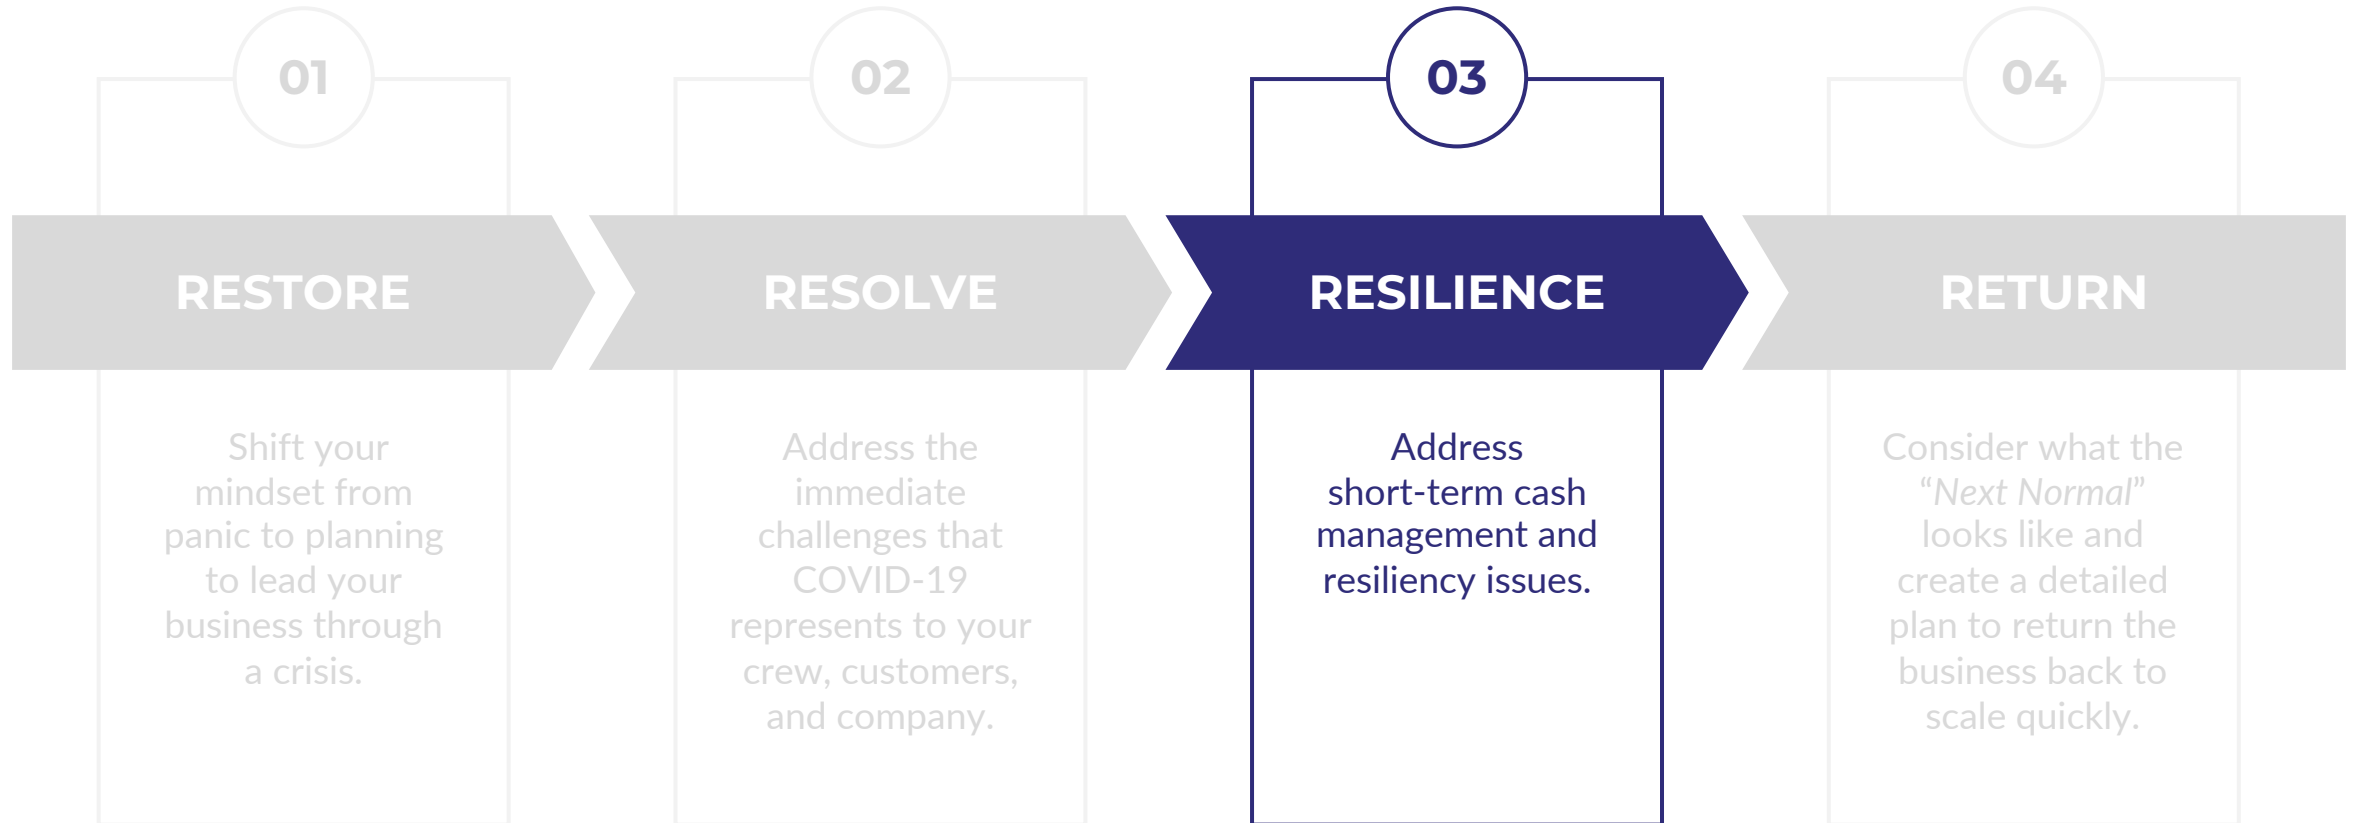 01
RESTORE
Shift your
mindset from
panic to planning
to lead your
business through
a crisis.
02
RESOLVE
Address the
immediate
challenges that
COVID-19
represents to your
crew, customers,
and company.
03
RESILIENCE
Address
short-term cash
management and
resiliency issues.
04
RETURN
Consider what the
“Next Normal”
looks like and
create a detailed
plan to return the
business back to
scale quickly.